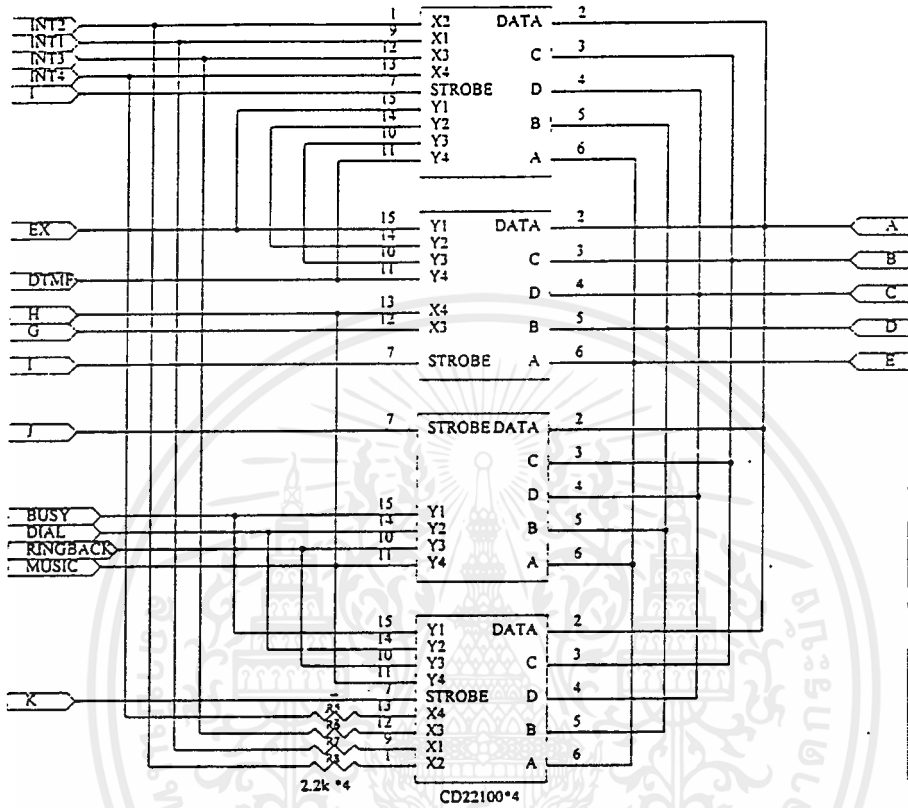 INT2 1 X2 DATA 2
INT1 9 X1
INT3 12 X3 C 3
INT4 13 X4
I 7 STROBE D 4
15 Y1
14 Y2 B 5
10 Y3
11 Y4 A 6
EX 15 Y1 DATA 2 A
14 Y2
10 Y3 C 3 B
DTMF 11 Y4
D 4 C
H 13 X4
G 12 X3 B 5 D
I 7 STROBE A 6 E
J 7 STROBE DATA 2
C 3
D 4
BUSY 15 Y1
DIAL 14 Y2 B 5
RINGBACK 10 Y3
MUSIC 11 Y4 A 6
15 Y1 DATA 2
14 Y2
10 Y3 C 3
11 Y4
K 7 STROBE D 4
R5 13 X4
R6 12 X3 B 5
R7 9 X1
R8 1 X2 A 6
2.2k *4
CD22100*4